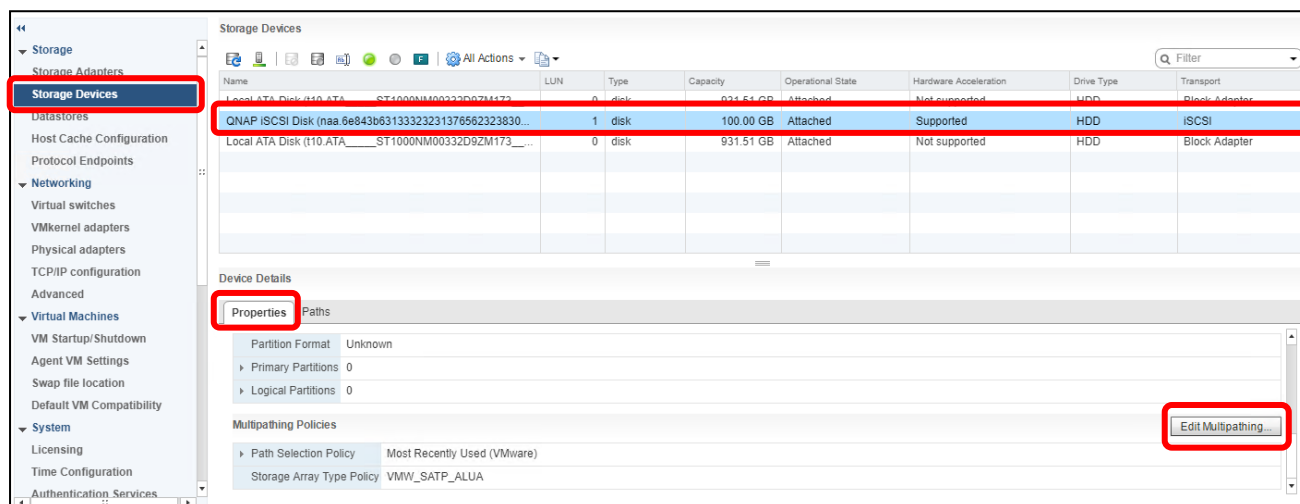 Storage Devices
Storage
Storage Adapters
Storage Devices
Datastores
Host Cache Configuration
Protocol Endpoints
Networking
Virtual switches
VMkernel adapters
Physical adapters
TCP/IP configuration
Advanced
Virtual Machines
VM Startup/Shutdown
Agent VM Settings
Swap file location
Default VM Compatibility
System
Licensing
Time Configuration
Authentication Services
All Actions
Filter
Name LUN Type Capacity Operational State Hardware Acceleration Drive Type Transport
Local ATA Disk (t10.ATA_____ST1000NM00332D9ZM173__... 0 disk 931.51 GB Attached Not supported HDD Block Adapter
QNAP iSCSI Disk (naa.6e843b63133323231376562323830... 1 disk 100.00 GB Attached Supported HDD iSCSI
Local ATA Disk (t10.ATA_____ST1000NM00332D9ZM173__... 0 disk 931.51 GB Attached Not supported HDD Block Adapter
Device Details
Properties Paths
Partition Format Unknown
Primary Partitions 0
Logical Partitions 0
Multipathing Policies Edit Multipathing...
Path Selection Policy Most Recently Used (VMware)
Storage Array Type Policy VMW_SATP_ALUA